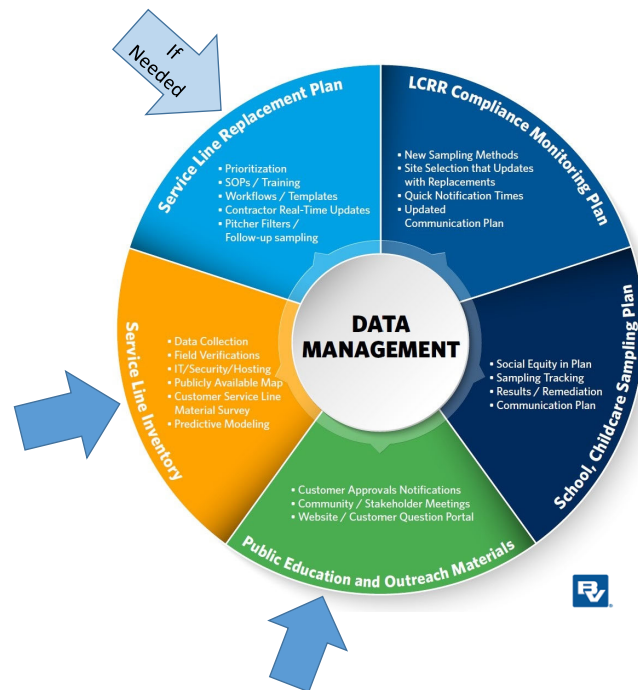 If
Needed
Service Line Replacement Plan
▪ Prioritization
▪ SOPs / Training
▪ Workflows / Templates
▪ Contractor Real-Time Updates
▪ Pitcher Filters /
Follow-up sampling
LCRR Compliance Monitoring Plan
▪ New Sampling Methods
▪ Site Selection that Updates
with Replacements
▪ Quick Notification Times
▪ Updated
Communication Plan
DATA
MANAGEMENT
Service Line Inventory
▪ Data Collection
▪ Field Verifications
▪ IT/Security/Hosting
▪ Publicly Available Map
▪ Customer Service Line
Material Survey
▪ Predictive Modeling
School, Childcare Sampling Plan
▪ Social Equity in Plan
▪ Sampling Tracking
▪ Results / Remediation
▪ Communication Plan
▪ Customer Approvals Notifications
▪ Community / Stakeholder Meetings
▪ Website / Customer Question Portal
Public Education and Outreach Materials
BV